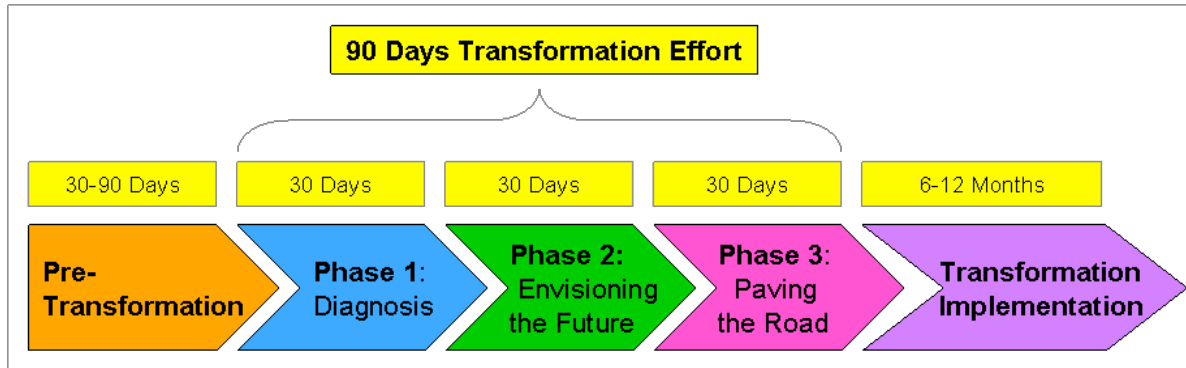 90 Days Transformation Effort
30-90 Days
30 Days
30 Days
30 Days
6-12 Months
Pre-
Transformation
Phase 1:
Diagnosis
Phase 2:
Envisioning
the Future
Phase 3:
Paving
the Road
Transformation
Implementation